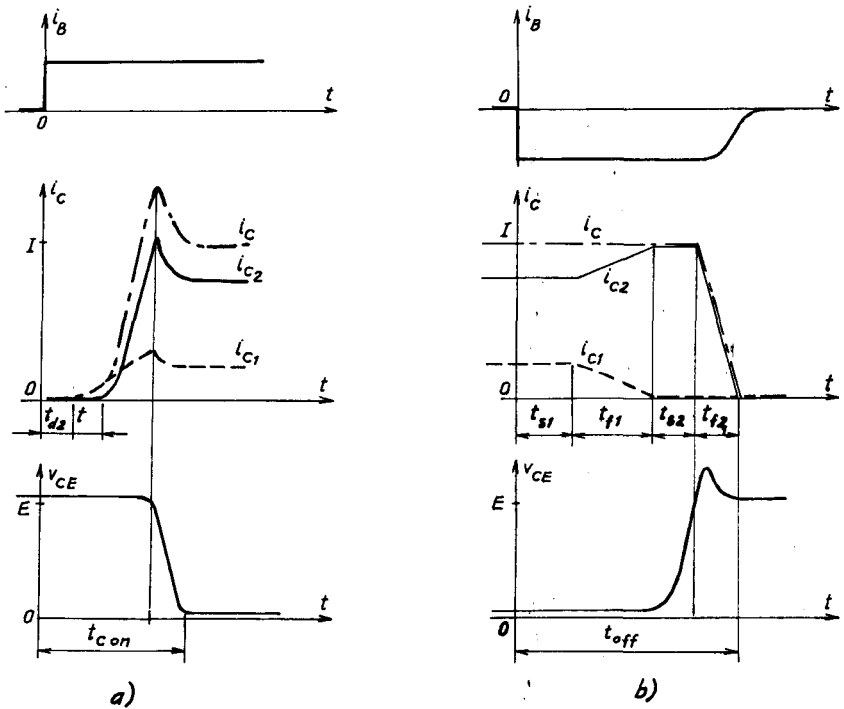 i_B
t
0
i_C
I
i_C
i_C2
i_C1
0
t
t_d2
t
v_CE
E
0
t
t_c on
a)
i_B
0
t
i_C
I
i_C
i_C2
i_C1
0
t
t_s1
t_f1
t_s2
t_f2
v_CE
E
0
t
t_off
b)